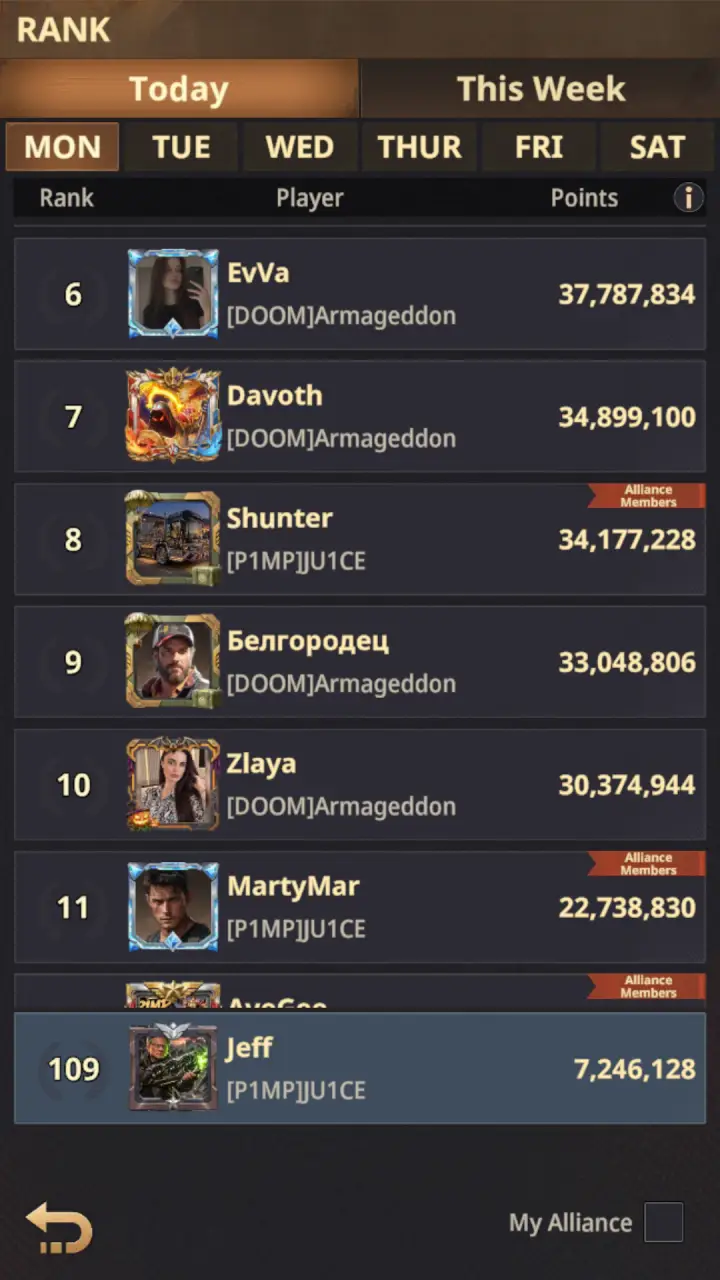 RANK
Today
This Week
MON TUE WED THUR FRI SAT
Rank Player Points
6
EvVa
[DOOM]Armageddon
37,787,834
7
Davoth
[DOOM]Armageddon
34,899,100
Alliance
Members
8
Shunter
[P1MP]JU1CE
34,177,228
9
Белгородец
[DOOM]Armageddon
33,048,806
10
Zlaya
[DOOM]Armageddon
30,374,944
Alliance
Members
11
MartyMar
[P1MP]JU1CE
22,738,830
Alliance
Members
109
Jeff
[P1MP]JU1CE
7,246,128
My Alliance